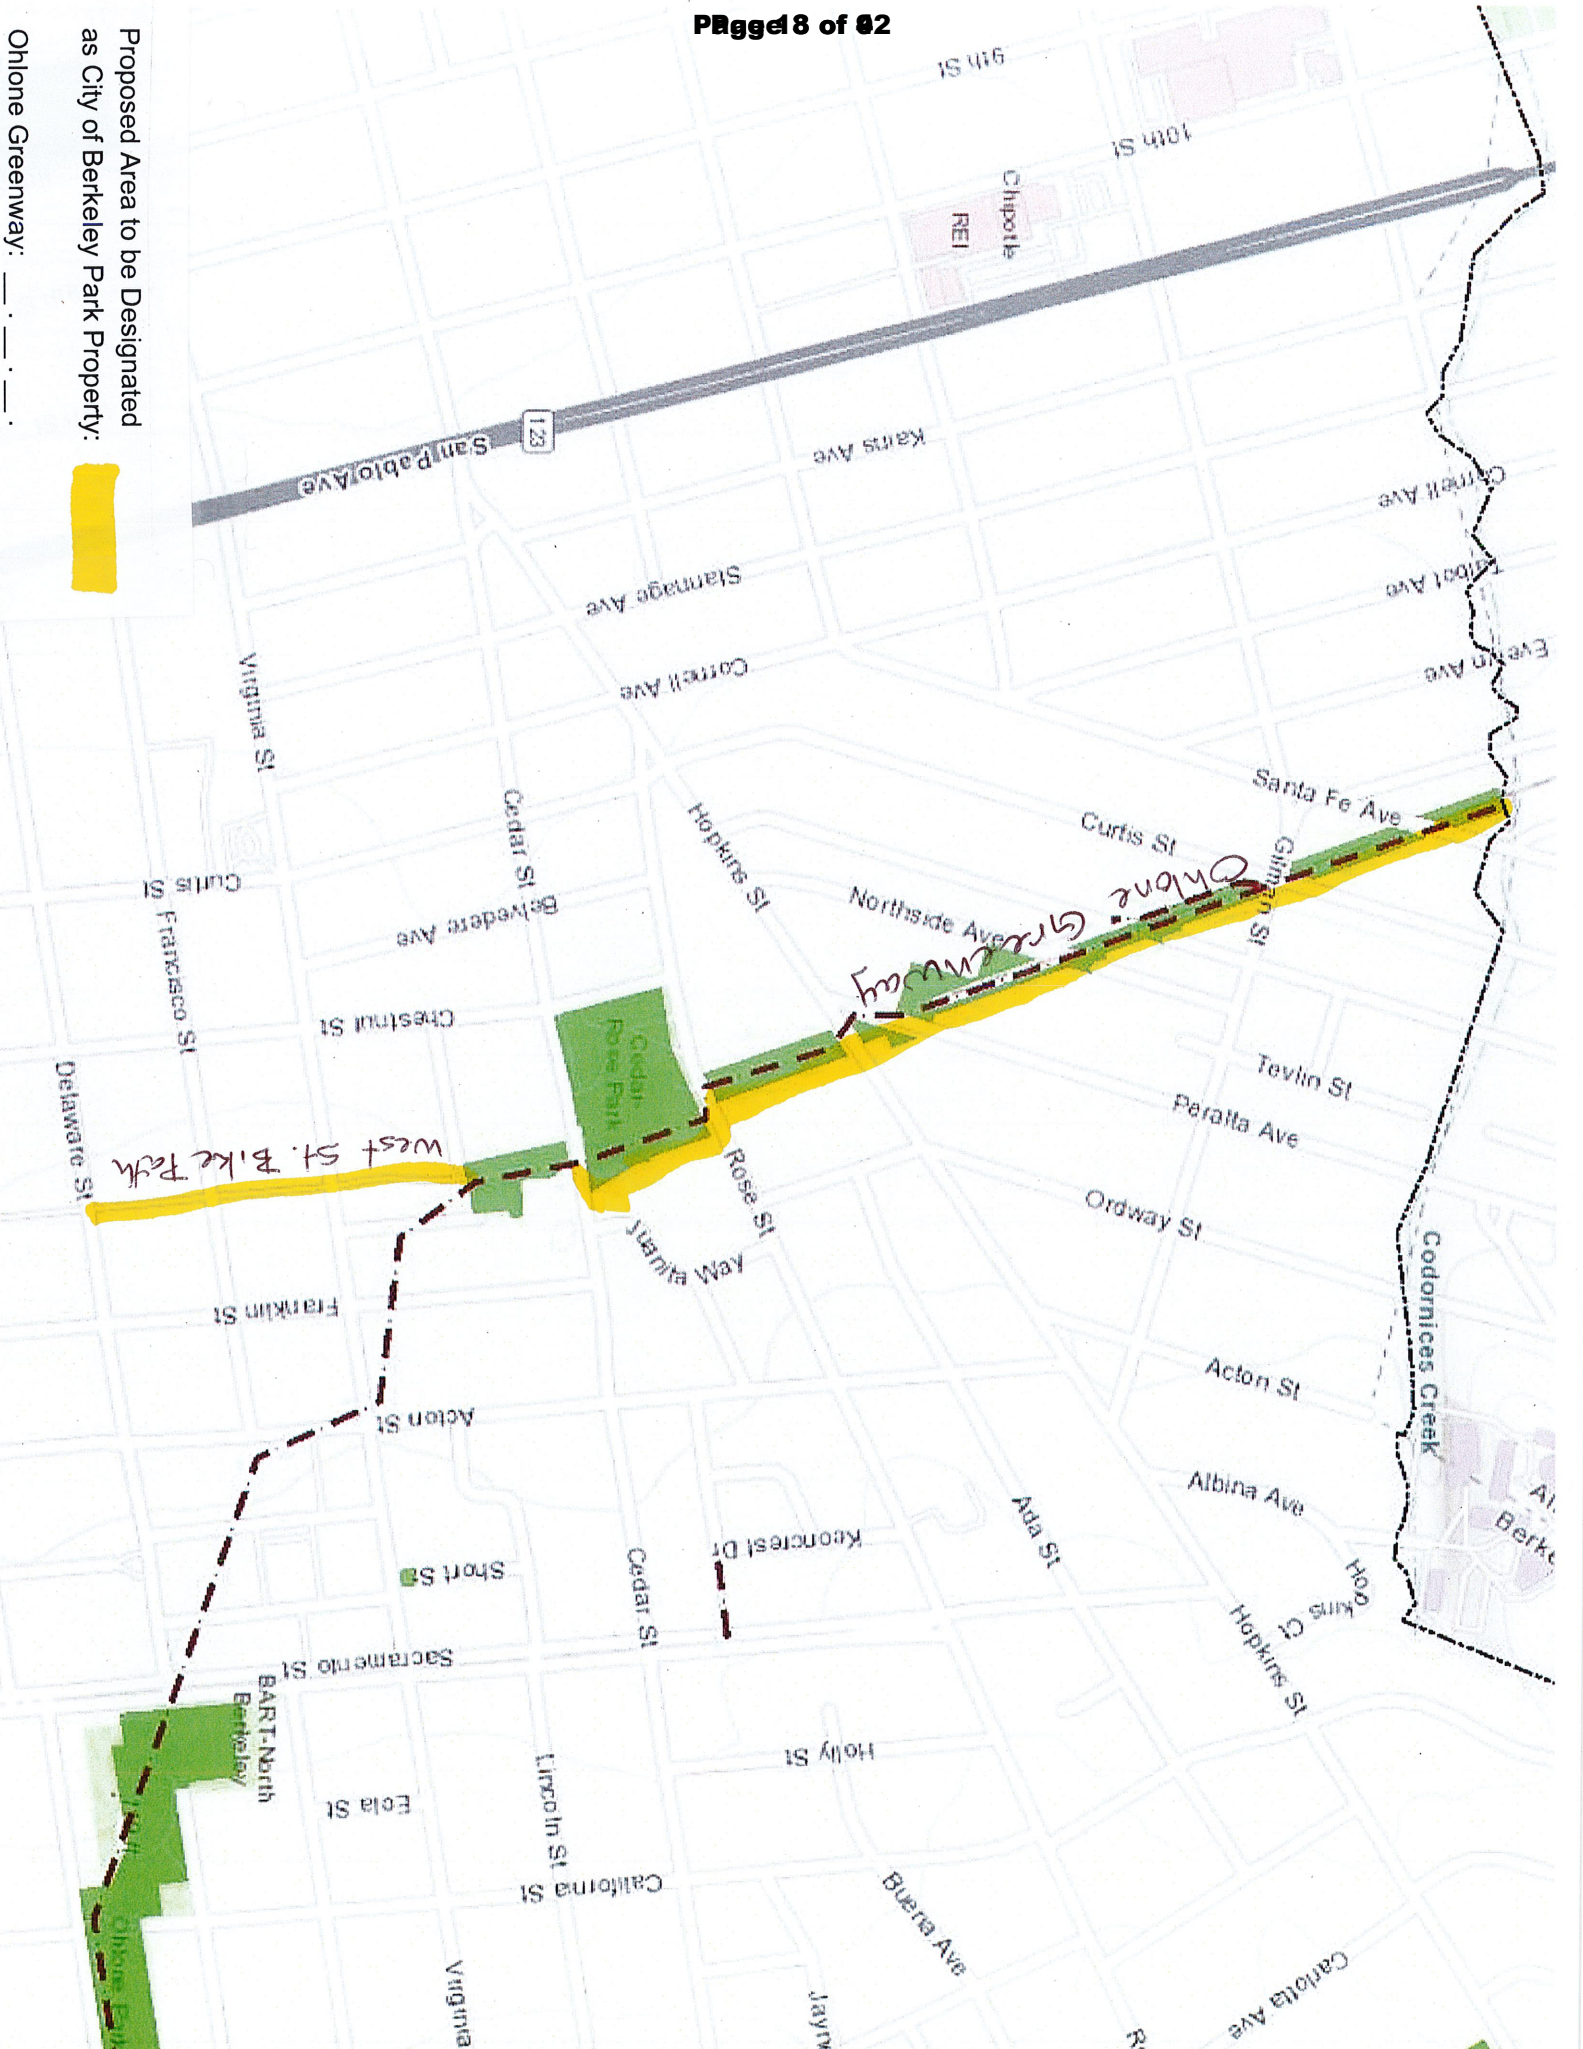 Page 18 of 42
Proposed Area to be Designated
as City of Berkeley Park Property:
Ohlone Greenway:
9th St
10th St
Chipotle
REI
123
San Pablo Ave
Kains Ave
Cornell Ave
Talbot Ave
Evelyn Ave
Stannage Ave
Cornell Ave
Virginia St
Cedar St
Hopkins St
Santa Fe Ave
Curtis St
Gilman St
Northside Ave
Ohlone
Greenway
Curtis St
Belvedere Ave
Francisco St
Chestnut St
Cedar-
Rose Park
Tevlin St
Peralta Ave
Delaware St
West St. Bike Path
Rose St
Juanita Way
Ordway St
Codornices Creek
Franklin St
Acton St
Acton St
Albina Ave
Berke
Short St
Cedar St
Keoncrest Dr
Ada St
Hopkins Ct
Hopkins St
Sacramento St
BART-North
Berkeley
Holly St
Eola St
Lincoln St
California St
Buena Ave
Carlotta Ave
Virginia
Jayn
Ohlone Park